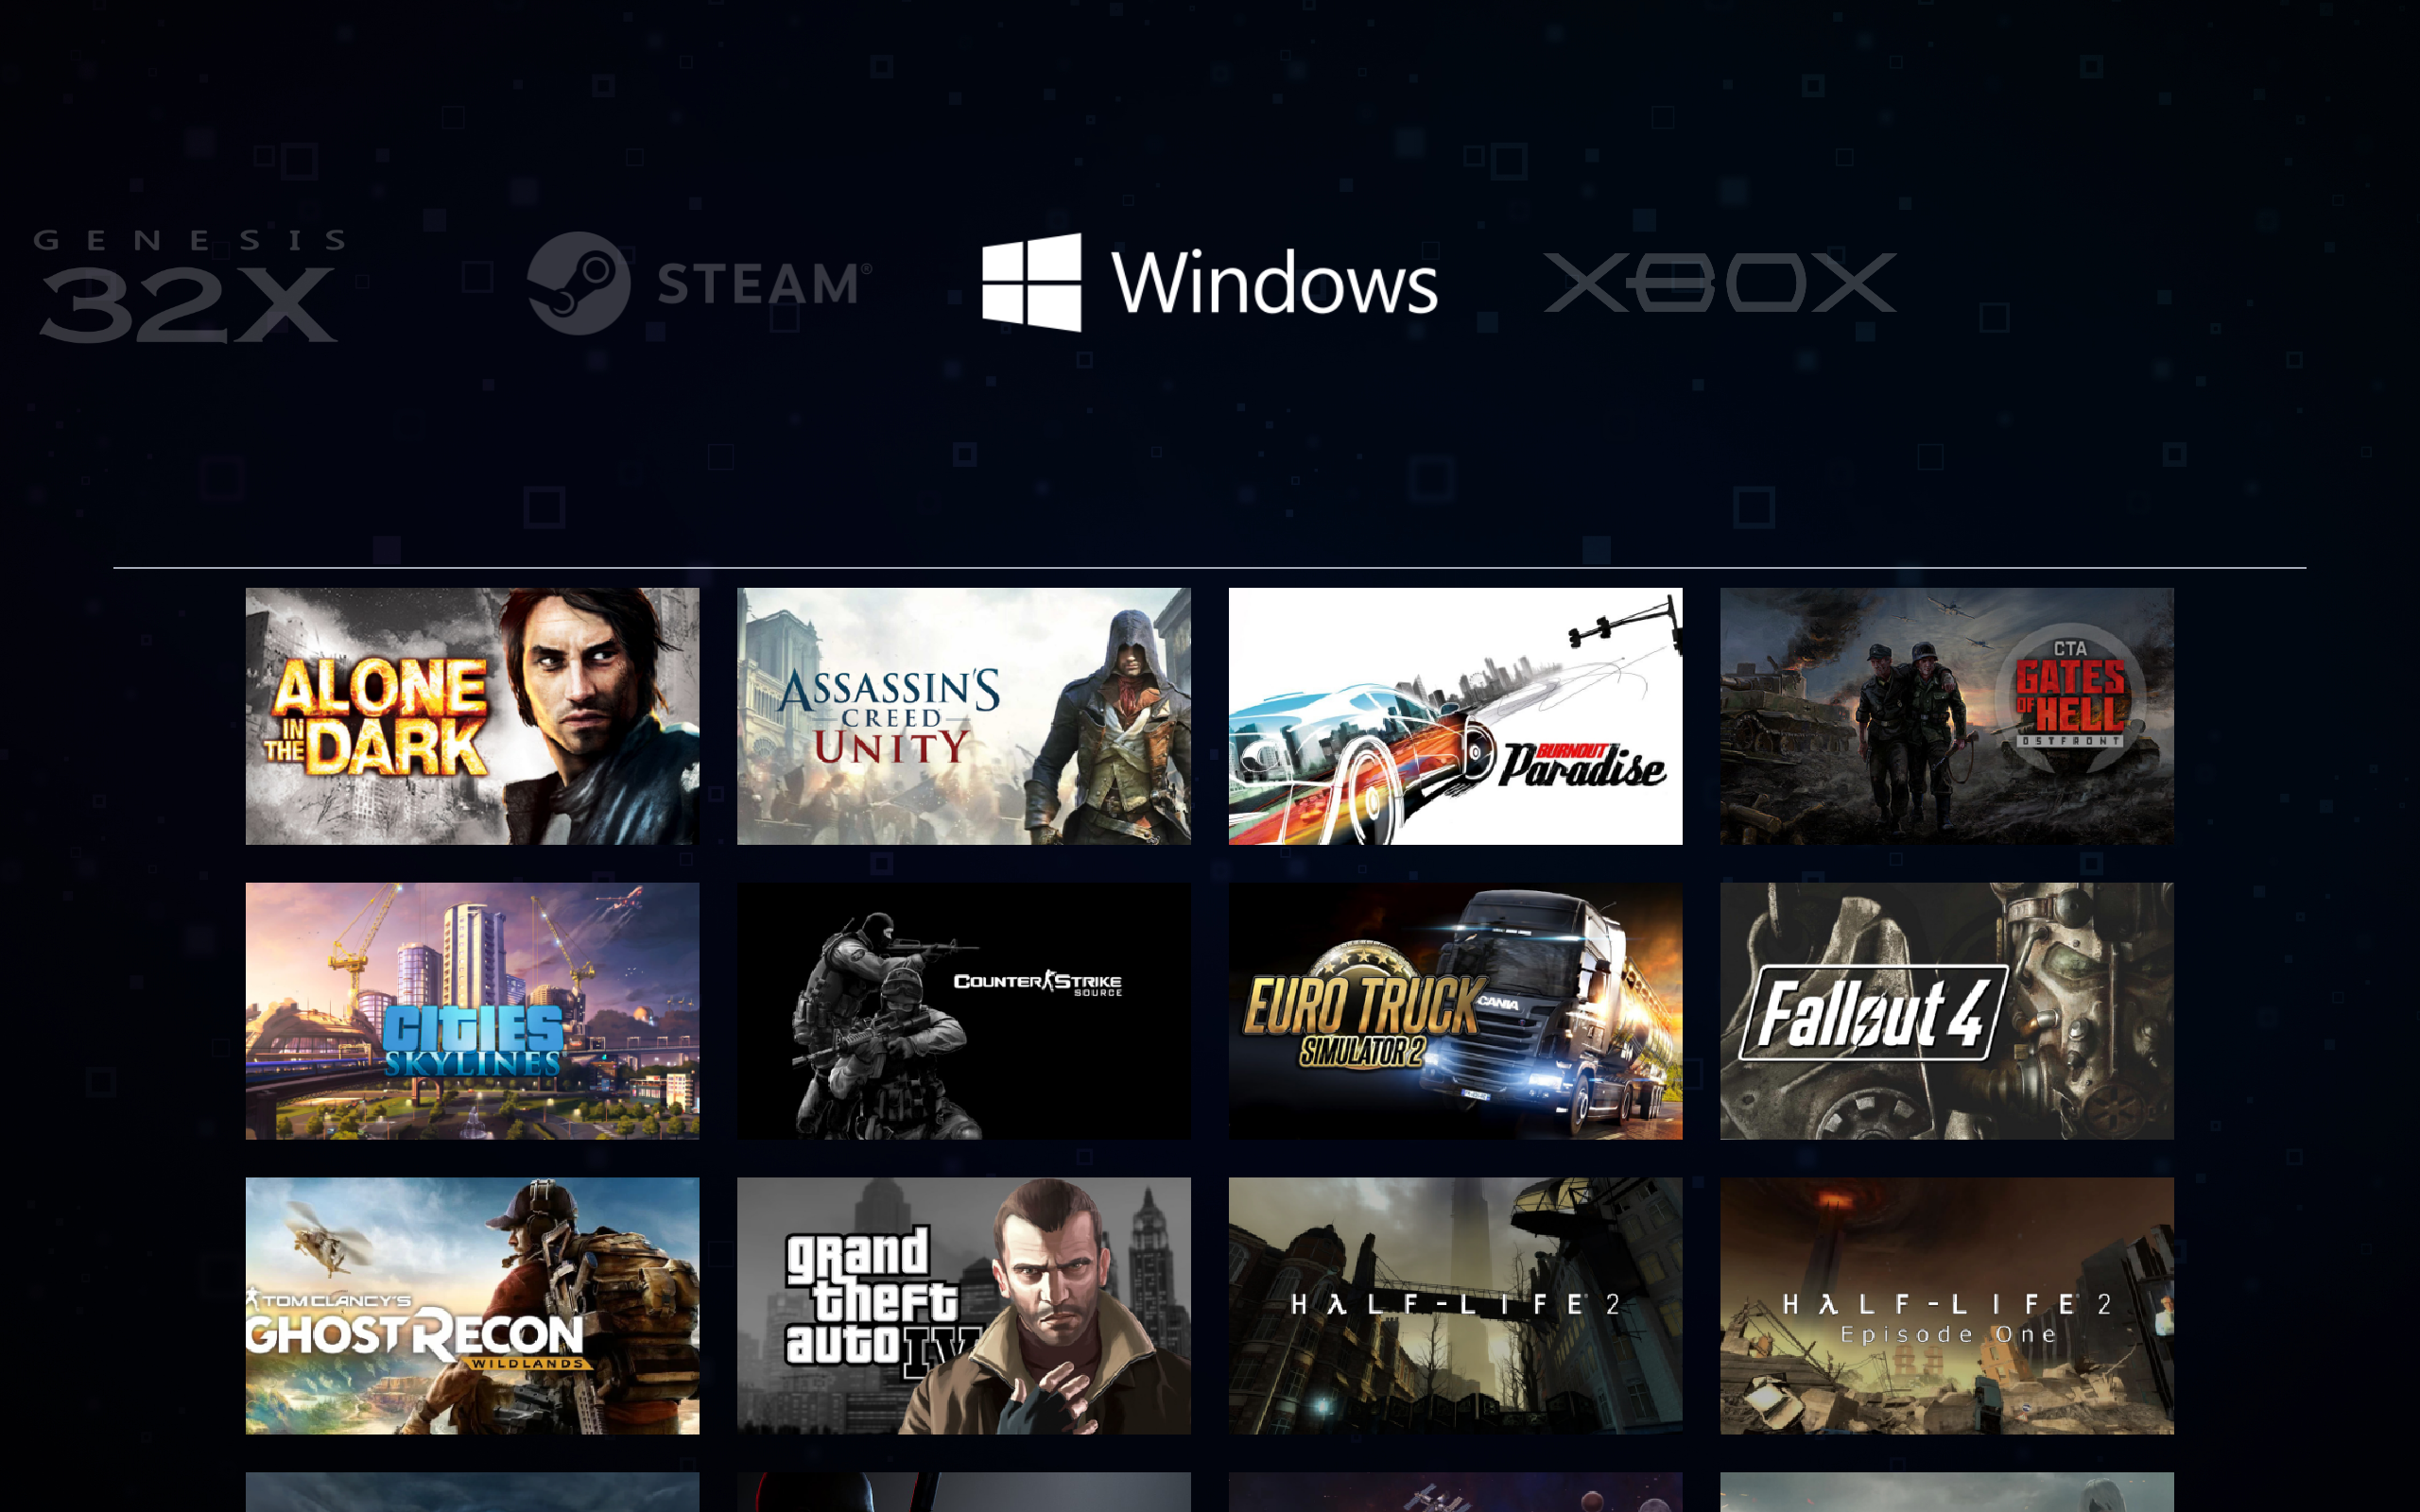 GENESIS
32X
STEAM®
Windows
XBOX
ALONE
IN
THE DARK
ASSASSIN'S
CREED
UNITY
BURNOUT
Paradise
CTA
GATES
OF HELL
OSTFRONT
CITIES
SKYLINES
COUNTER STRIKE
SOURCE
EURO TRUCK
SIMULATOR 2
SCANIA
Fallout 4
TOM CLANCY'S
GHOST RECON
WILDLANDS
grand
theft
auto IV
HλLF-LIFE 2
HλLF-LIFE 2
Episode One